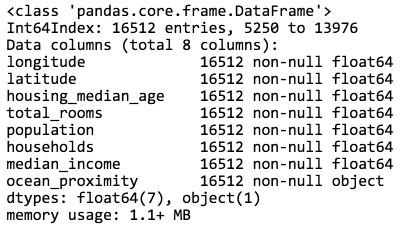 <class 'pandas.core.frame.DataFrame'>
Int64Index: 16512 entries, 5250 to 13976
Data columns (total 8 columns):
longitude             16512 non-null float64
latitude              16512 non-null float64
housing_median_age    16512 non-null float64
total_rooms           16512 non-null float64
population            16512 non-null float64
households            16512 non-null float64
median_income         16512 non-null float64
ocean_proximity       16512 non-null object
dtypes: float64(7), object(1)
memory usage: 1.1+ MB